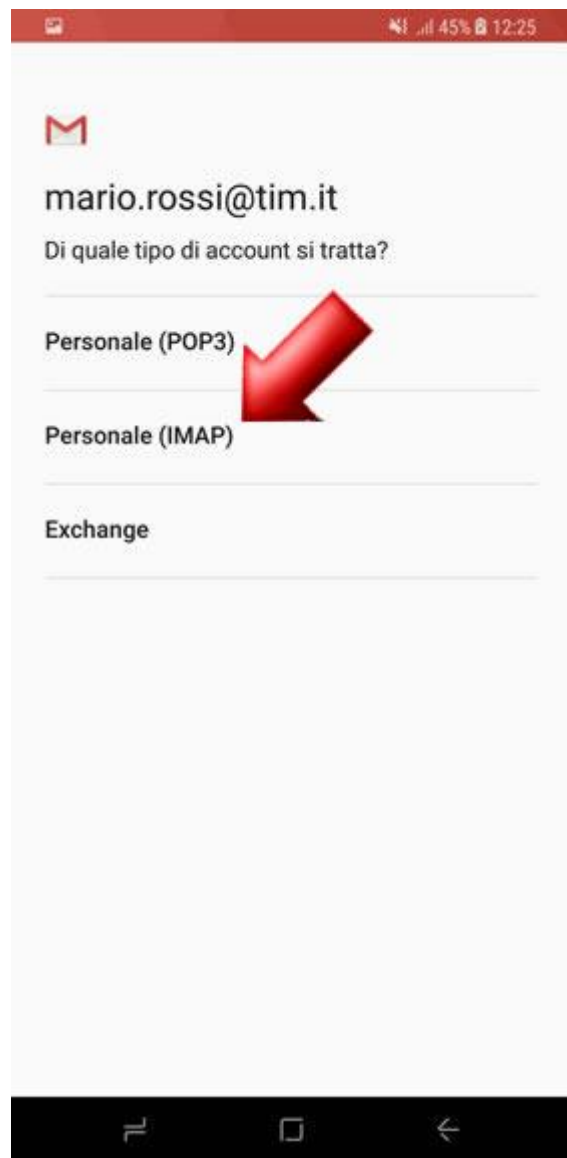 45% 12:25
mario.rossi@tim.it
Di quale tipo di account si tratta?
Personale (POP3)
Personale (IMAP)
Exchange